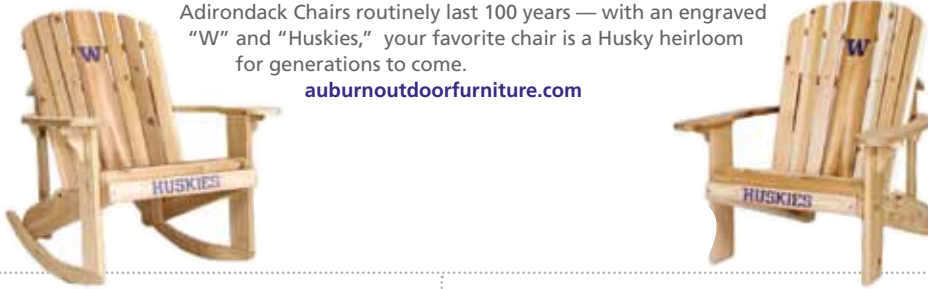 Adirondack Chairs routinely last 100 years — with an engraved
“W” and “Huskies,” your favorite chair is a Husky heirloom
for generations to come.
auburnoutdoorfurniture.com
W
HUSKIES
W
HUSKIES